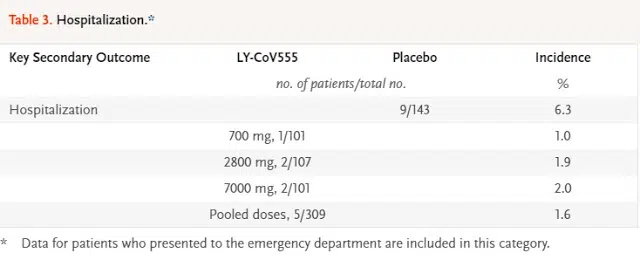 Table 3. Hospitalization.*
Key Secondary Outcome LY-CoV555 Placebo Incidence
no. of patients/total no. %
Hospitalization 9/143 6.3
700 mg, 1/101 1.0
2800 mg, 2/107 1.9
7000 mg, 2/101 2.0
Pooled doses, 5/309 1.6
* Data for patients who presented to the emergency department are included in this category.